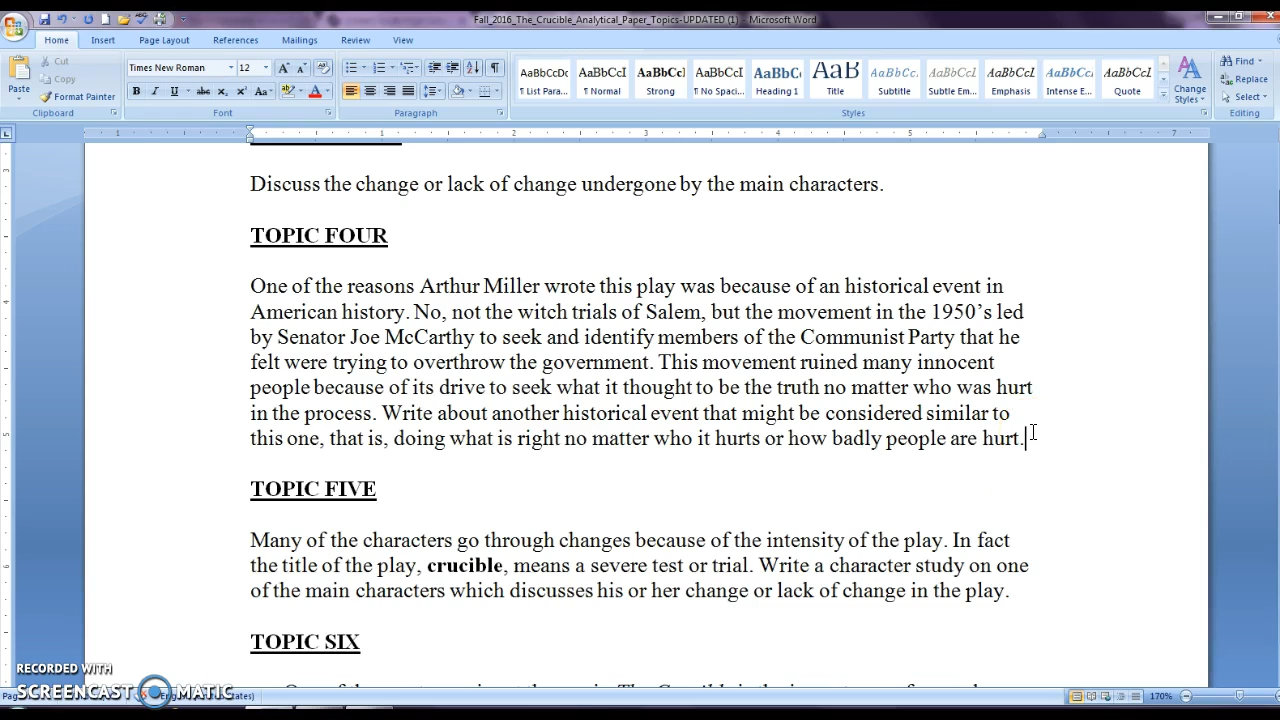 Fall_2016_The_Crucible_Analytical_Paper_Topics-UPDATED (1) - Microsoft Word
Home Insert Page Layout References Mailings Review View
Cut
Copy
Format Painter
Paste
Times New Roman 12
AaBbCcDc AaBbCcI AaBbCcI AaBbCcI AaBbC AaB AaBbCc. AaBbCc. AaBbCcI AaBbCcI AaBbCcI
¶ List Para... ¶ Normal Strong ¶ No Spaci... Heading 1 Title Subtitle Subtle Em... Emphasis Intense E... Quote
Change
Styles
Find
Replace
Select
Clipboard Font Paragraph Styles Editing
Discuss the change or lack of change undergone by the main characters.
TOPIC FOUR
One of the reasons Arthur Miller wrote this play was because of an historical event in
American history. No, not the witch trials of Salem, but the movement in the 1950’s led
by Senator Joe McCarthy to seek and identify members of the Communist Party that he
felt were trying to overthrow the government. This movement ruined many innocent
people because of its drive to seek what it thought to be the truth no matter who was hurt
in the process. Write about another historical event that might be considered similar to
this one, that is, doing what is right no matter who it hurts or how badly people are hurt.
TOPIC FIVE
Many of the characters go through changes because of the intensity of the play. In fact
the title of the play, crucible, means a severe test or trial. Write a character study on one
of the main characters which discusses his or her change or lack of change in the play.
TOPIC SIX
RECORDED WITH
SCREENCAST MATIC
170%